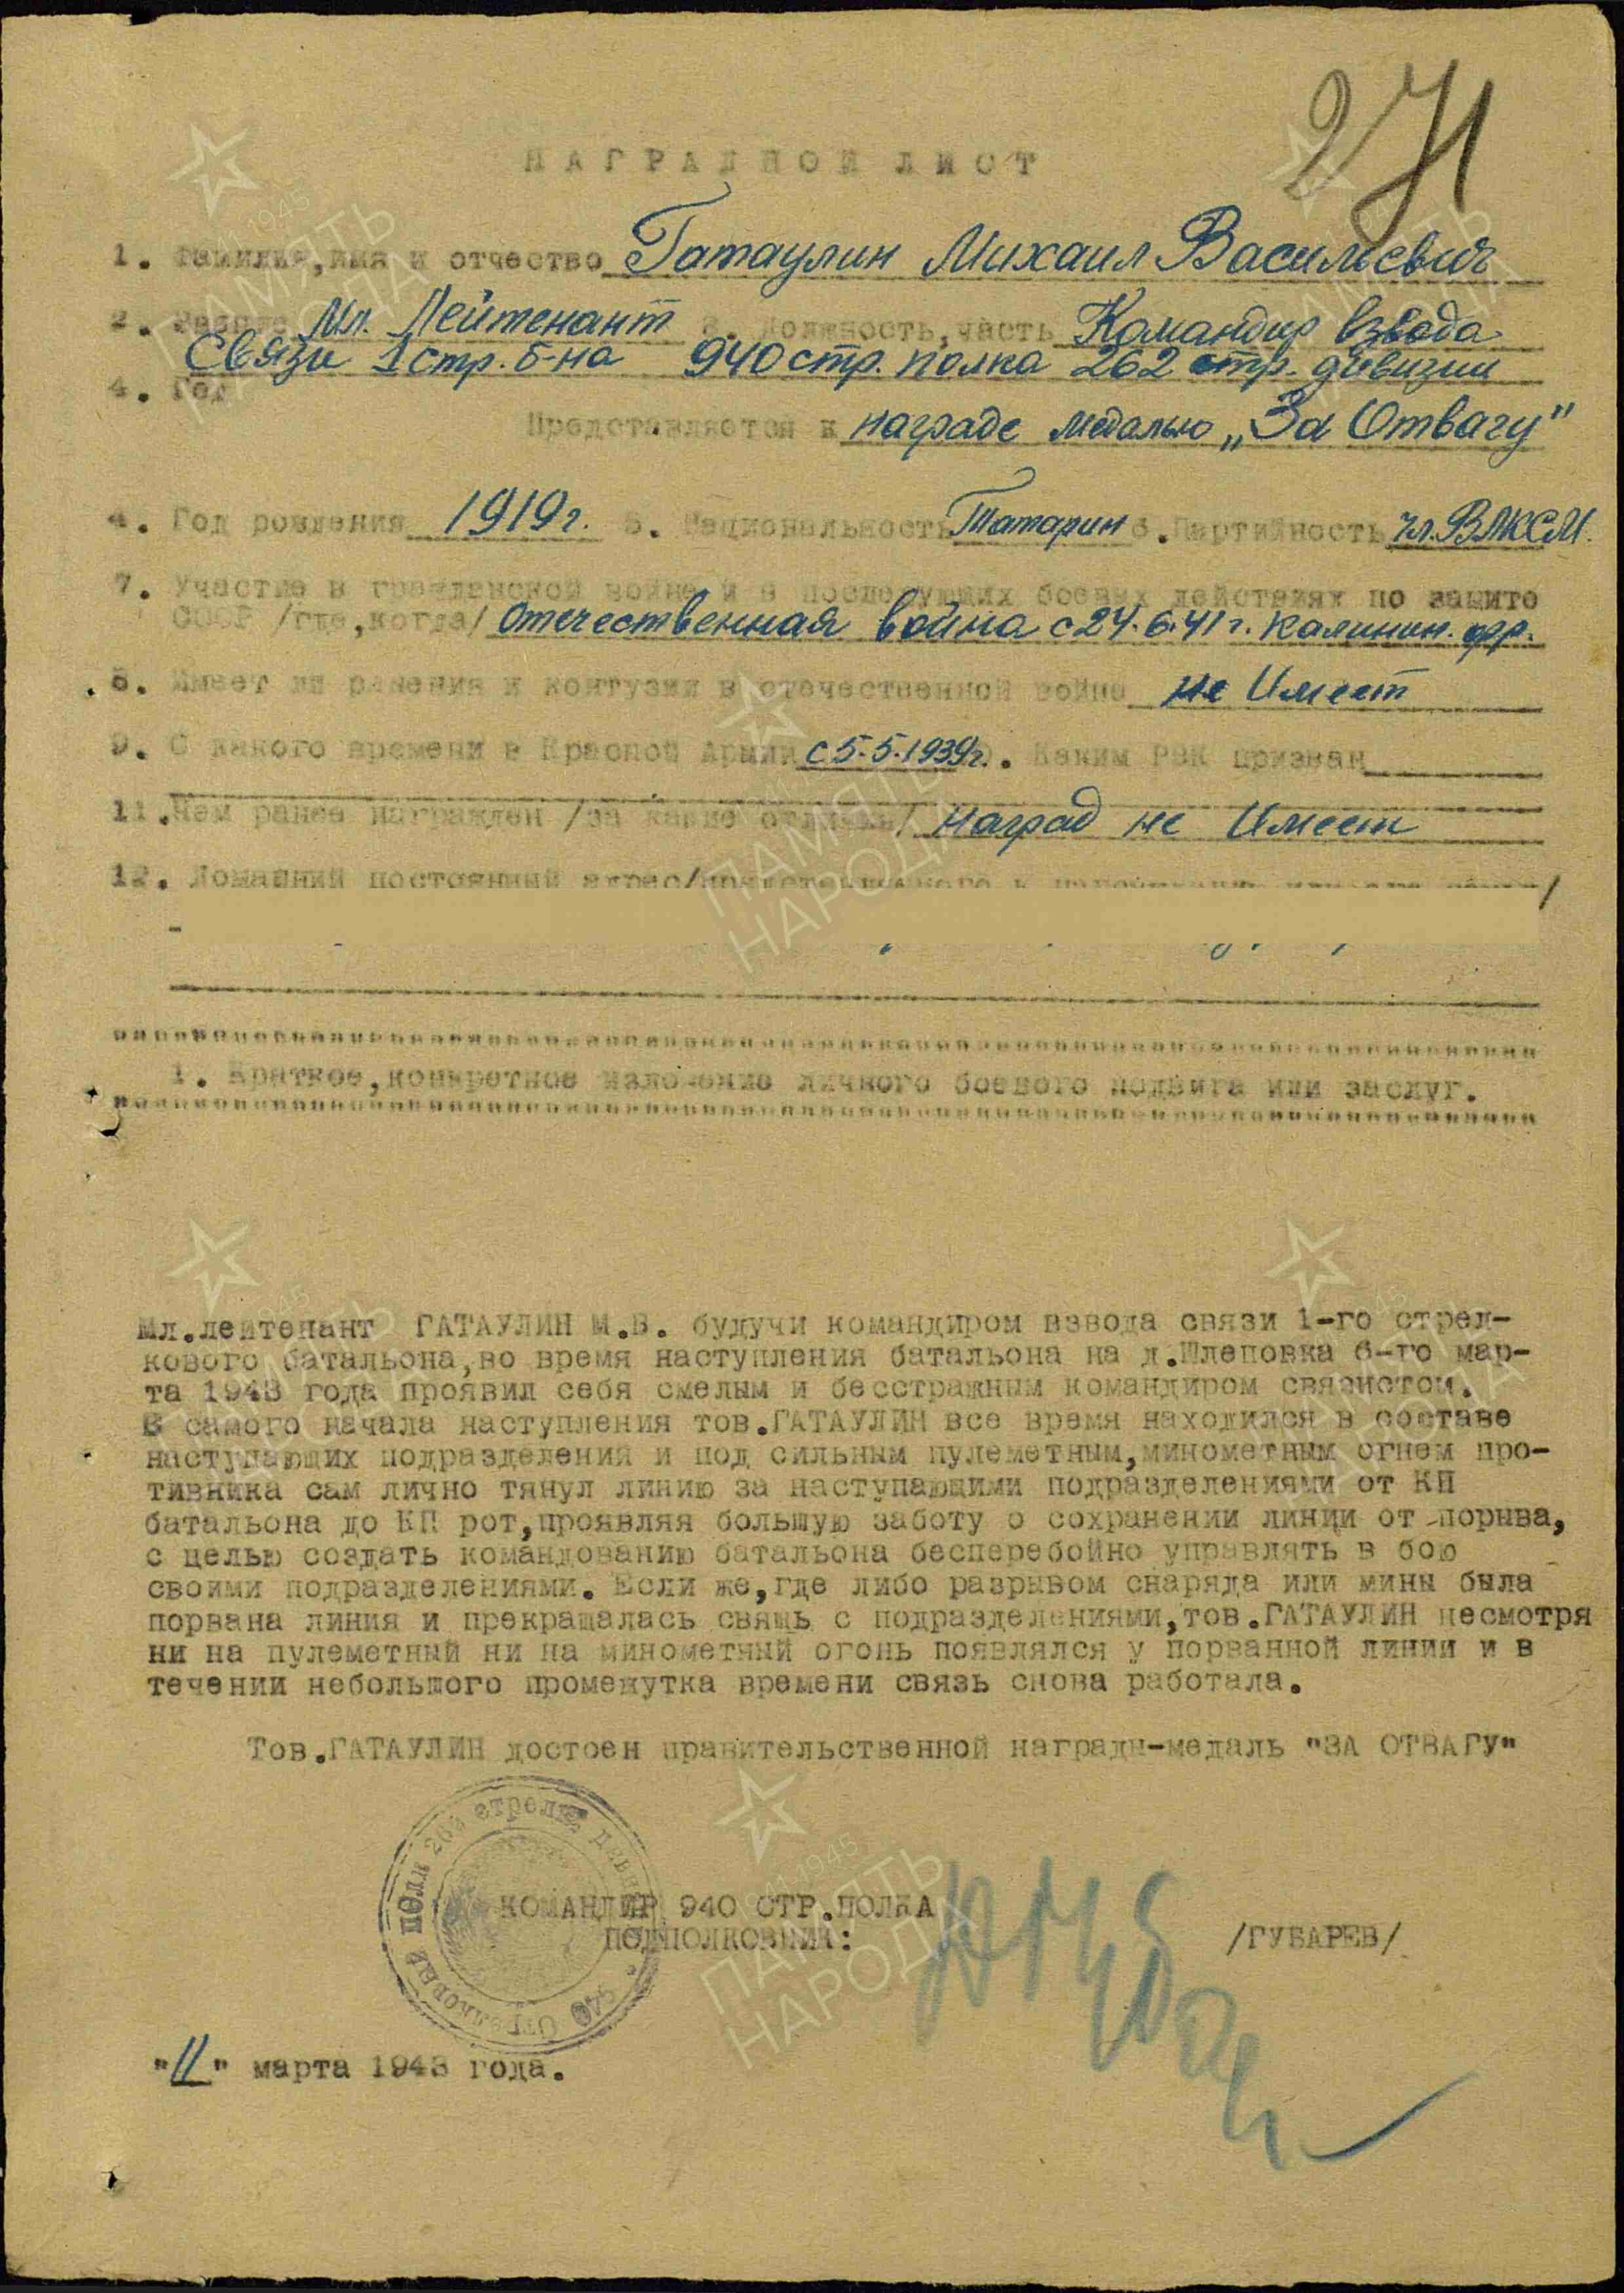 271
НАГРАДНОЙ ЛИСТ
1. Фамилия,имя и отчество Гатаулин Михаил Васильевич
2. Звание Мл. Лейтенант 3. Должность,часть Командир взвода
Связи 1 стр. б-на 940 стр. полка 262 стр. дивизии
4. Год
Представляется к награде медалью „За Отвагу"
4. Год рождения 1919г. 5. Национальность Татарин 6. Партийность чл. ВЛКСМ.
7. Участие в гражданской войне и в последующих боевых действиях по защите
СССР /где,когда/ Отечественная война с 24.6.41г. Калинин. фр.
8. Имеет ли ранения и контузии в отечественной войне не Имеет
9. С какого времени в Красной Армии с 5.5.1939г. . Каким РВК призван
11.Чем ранее награжден /за какие отличия/ Наград не Имеет
12. Домашний постоянный адрес/
1. Краткое,конкретное изложение личного боевого подвига или заслуг.
Мл.лейтенант ГАТАУЛИН М.В. будучи командиром взвода связи 1-го стрел-
кового батальона,во время наступления батальона на д.Шлеповка 6-го мар-
та 1943 года проявил себя смелым и бесстражным командиром связистом.
С самого начала наступления тов.ГАТАУЛИН все время находился в составе
наступающих подразделений и под сильным пулеметным,минометным огнем про-
тивника сам лично тянул линию за наступающими подразделениями от КП
батальона до КП рот,проявляя большую заботу о сохранении линии от порыва,
с целью создать командованию батальона бесперебойно управлять в бою
своими подразделениями. Если же,где либо разрывом снаряда или мины была
порвана линия и прекращалась свящь с подразделениями,тов.ГАТАУЛИН несмотря
ни на пулеметный ни на минометный огонь появлялся у порванной линии и в
течении небольшого промежутка времени связь снова работала.
Тов.ГАТАУЛИН достоен правительственной награды-медаль "ЗА ОТВАГУ"
КОМАНДИР 940 СТР.ПОЛКА
ПОДПОЛКОВНИК: /ГУБАРЕВ/
"11" марта 1943 года.